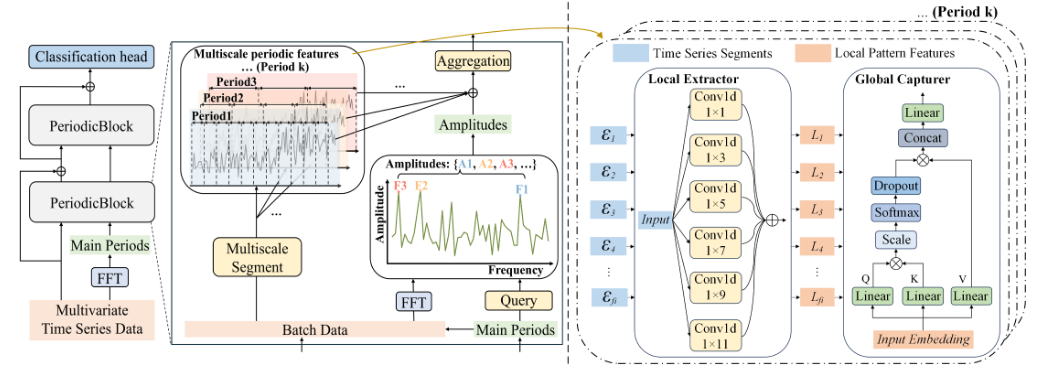 Classification head
PeriodicBlock
PeriodicBlock
Main Periods
FFT
Multivariate
Time Series Data
Multiscale periodic features
... (Period k)
Period3
Period2
Period1
...
...
Multiscale
Segment
Batch Data
Aggregation
Amplitudes
Amplitudes: {A1, A2, A3, ...}
F3
F2
F1
Amplitude
Frequency
FFT
Query
Main Periods
... (Period k)
Time Series Segments
Local Pattern Features
Local Extractor
ℰ1
ℰ2
ℰ3
ℰ4
⋮
ℰfi
Input
Conv1d
1×1
Conv1d
1×3
Conv1d
1×5
Conv1d
1×7
Conv1d
1×9
Conv1d
1×11
L1
L2
L3
L4
⋮
Lfi
Global Capturer
Linear
Concat
Dropout
Softmax
Scale
Q
K
V
Linear
Linear
Linear
Input Embedding